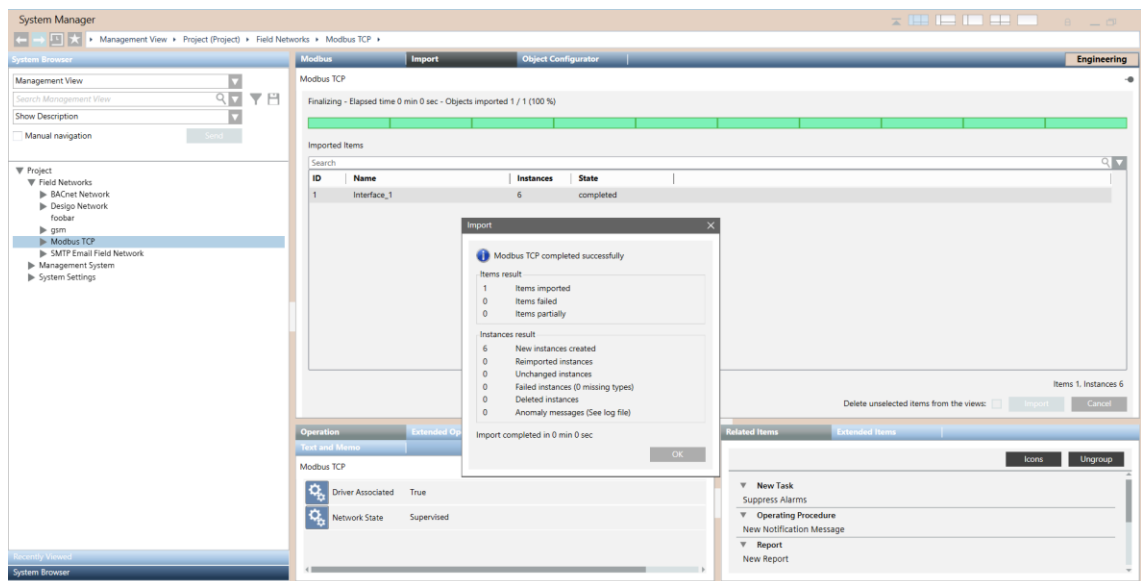 System Manager
Management View Project (Project) Field Networks Modbus TCP
System Browser
Management View
Search Management View
Show Description
Manual navigation
Send
Project
Field Networks
BACnet Network
Desigo Network
foobar
gsm
Modbus TCP
SMTP Email Field Network
Management System
System Settings
Recently Viewed
System Browser
Modbus Import Object Configurator Engineering
Modbus TCP
Finalizing - Elapsed time 0 min 0 sec - Objects imported 1 / 1 (100 %)
Imported Items
Search
ID Name Instances State
1 Interface_1 6 completed
Items 1, Instances 6
Delete unselected items from the views: Import Cancel
Import
Modbus TCP completed successfully
Items result
1 Items imported
0 Items failed
0 Items partially
Instances result
6 New instances created
0 Reimported instances
0 Unchanged instances
0 Failed instances (0 missing types)
0 Deleted instances
0 Anomaly messages (See log file)
Import completed in 0 min 0 sec
OK
Operation Extended Op
Text and Memo
Modbus TCP
Driver Associated True
Network State Supervised
Related Items Extended Items
Icons Ungroup
New Task
Suppress Alarms
Operating Procedure
New Notification Message
Report
New Report